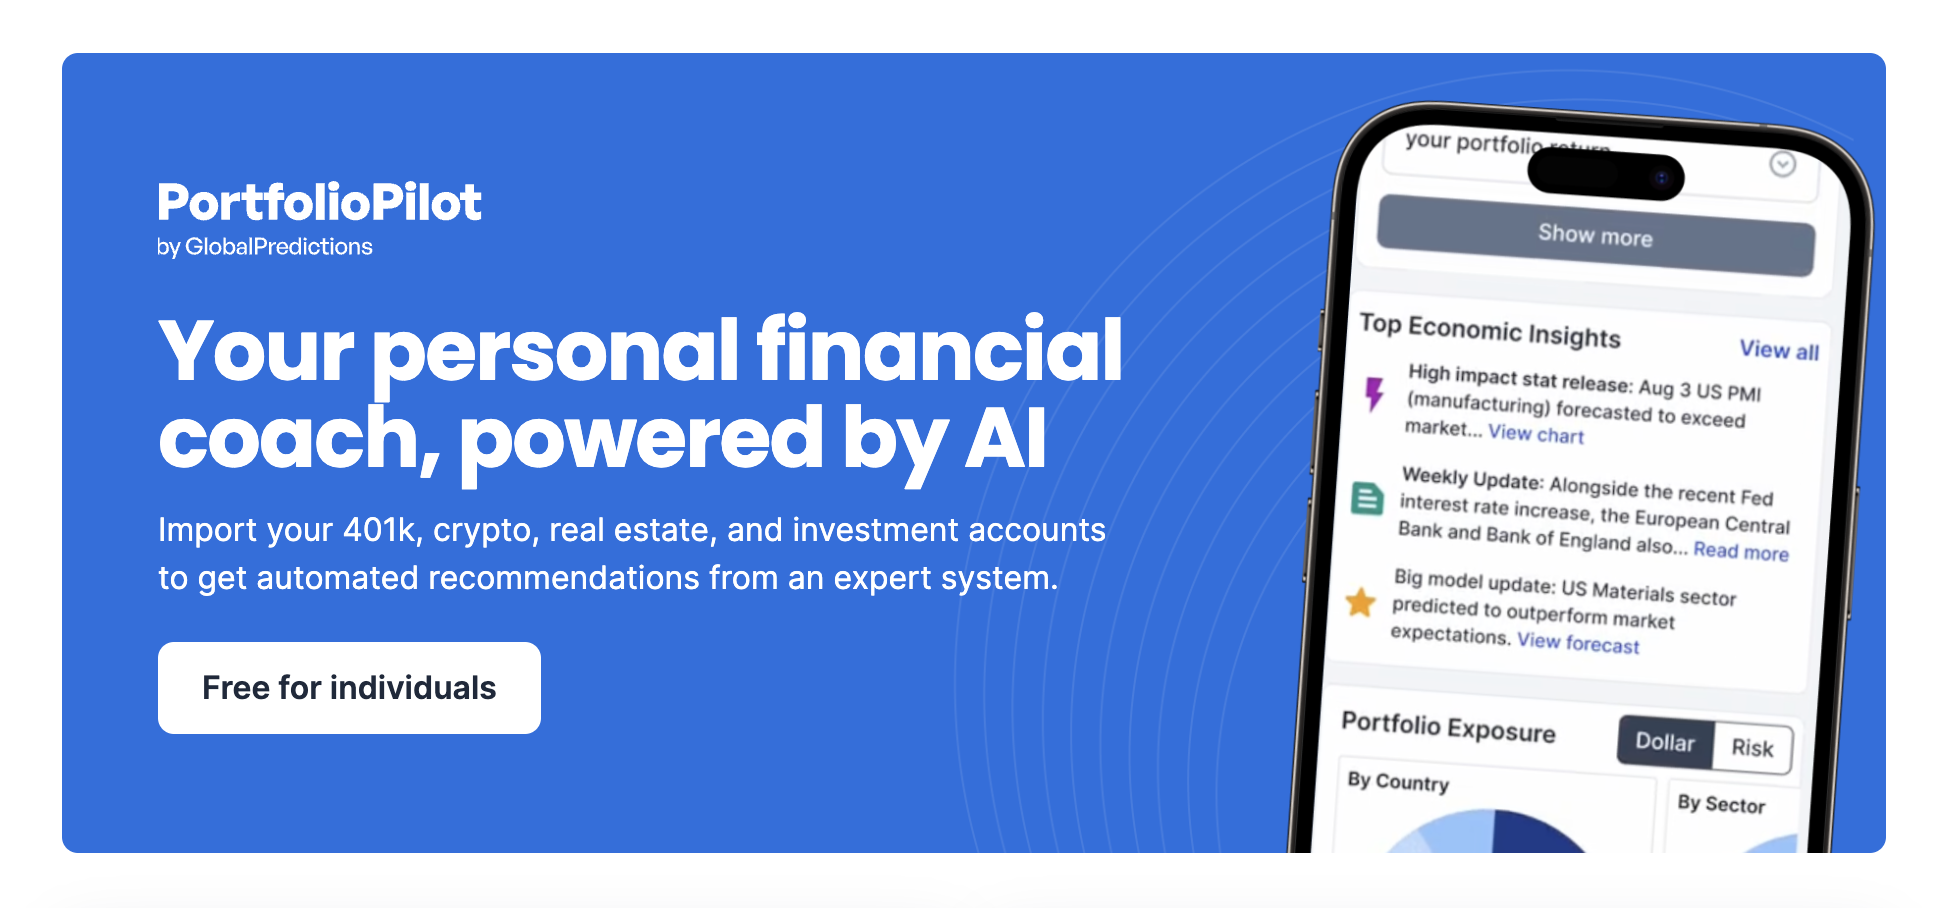 PortfolioPilot
by GlobalPredictions
Your personal financial
coach, powered by AI
Import your 401k, crypto, real estate, and investment accounts
to get automated recommendations from an expert system.
Free for individuals
your portfolio return
Show more
Top Economic Insights
View all
High impact stat release: Aug 3 US PMI
(manufacturing) forecasted to exceed
market... View chart
Weekly Update: Alongside the recent Fed
interest rate increase, the European Central
Bank and Bank of England also... Read more
Big model update: US Materials sector
predicted to outperform market
expectations. View forecast
Portfolio Exposure
Dollar
Risk
By Country
By Sector